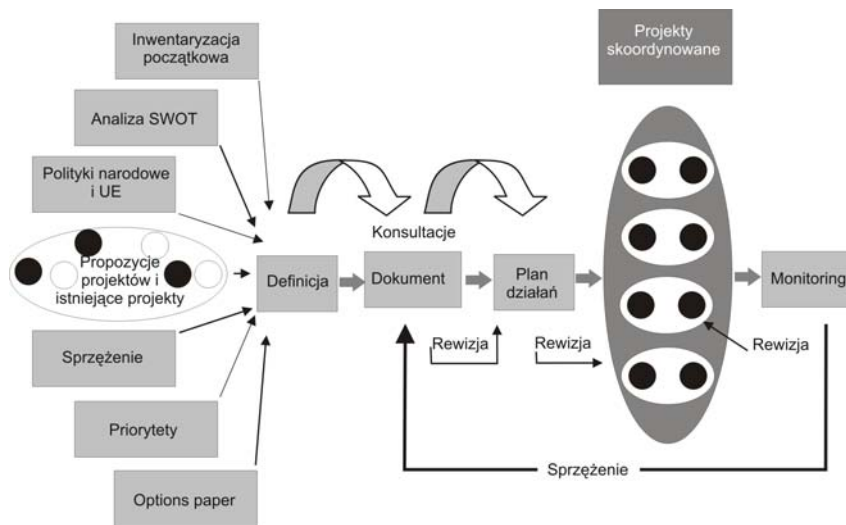 Inwentaryzacja
początkowa
Projekty
skoordynowane
Analiza SWOT
Polityki narodowe
i UE
Konsultacje
Propozycje
projektów i
istniejące projekty
Definicja
Dokument
Plan
działań
Monitoring
Sprzężenie
Rewizja
Rewizja
Rewizja
Priorytety
Sprzężenie
Options paper